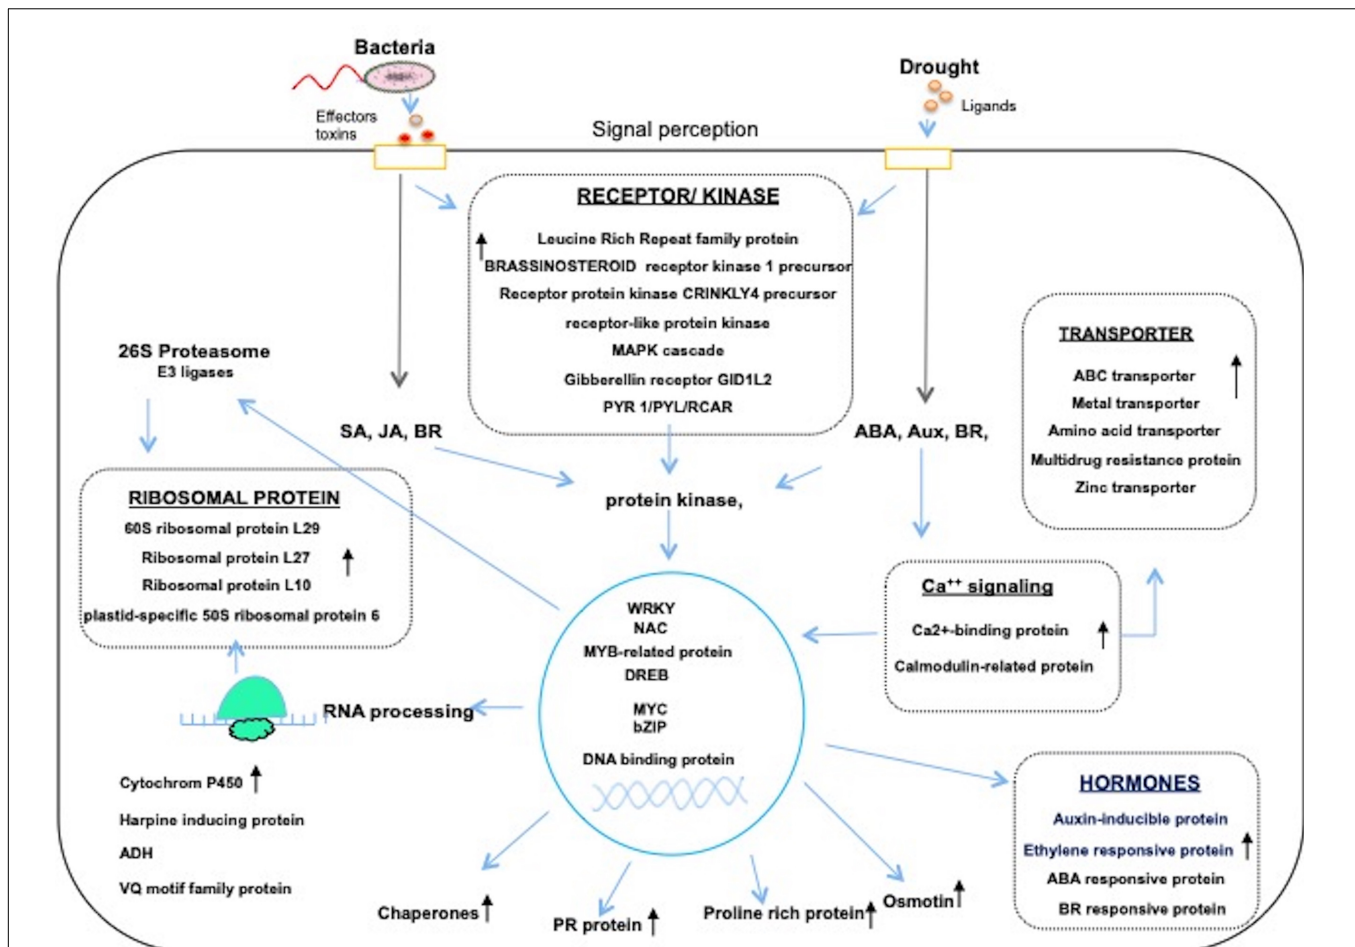 Bacteria
Drought
Effectors
toxins
Ligands
Signal perception
RECEPTOR/ KINASE
Leucine Rich Repeat family protein
BRASSINOSTEROID receptor kinase 1 precursor
Receptor protein kinase CRINKLY4 precursor
receptor-like protein kinase
MAPK cascade
Gibberellin receptor GID1L2
PYR 1/PYL/RCAR
TRANSPORTER
ABC transporter
Metal transporter
Amino acid transporter
Multidrug resistance protein
Zinc transporter
26S Proteasome
E3 ligases
SA, JA, BR
ABA, Aux, BR,
protein kinase,
RIBOSOMAL PROTEIN
60S ribosomal protein L29
Ribosomal protein L27
Ribosomal protein L10
plastid-specific 50S ribosomal protein 6
Ca++ signaling
Ca2+-binding protein
Calmodulin-related protein
WRKY
NAC
MYB-related protein
DREB
MYC
bZIP
DNA binding protein
RNA processing
Cytochrom P450
Harpine inducing protein
ADH
VQ motif family protein
HORMONES
Auxin-inducible protein
Ethylene responsive protein
ABA responsive protein
BR responsive protein
Chaperones
PR protein
Proline rich protein
Osmotin